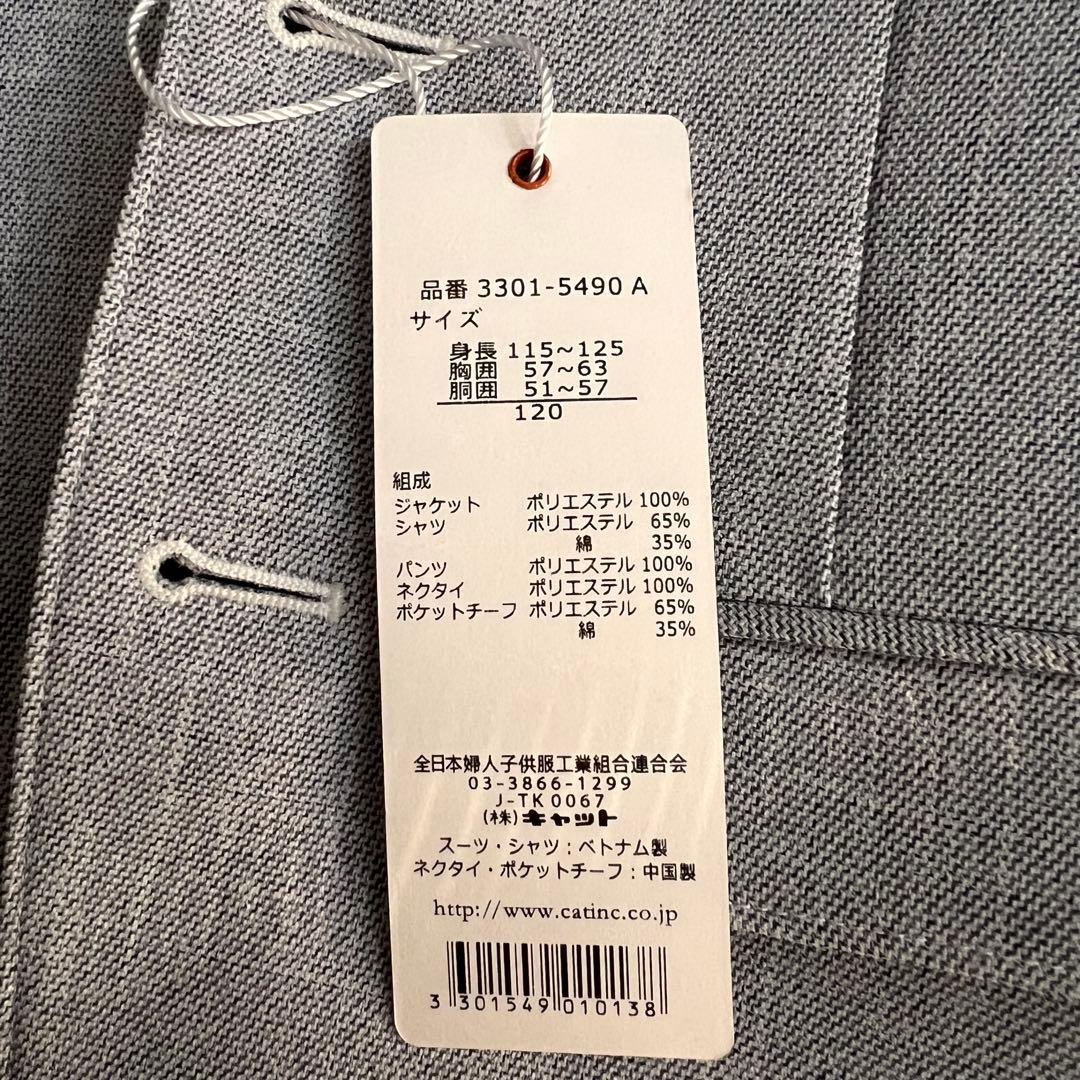 品番 3301-5490 A
サイズ
身長 115~125
胸囲 57~63
胴囲 51~57
120
組成
ジャケット ポリエステル 100%
シャツ ポリエステル 65%
綿 35%
パンツ ポリエステル 100%
ネクタイ ポリエステル 100%
ポケットチーフ ポリエステル 65%
綿 35%
全日本婦人子供服工業組合連合会
03-3866-1299
J-TK0067
(株)キャット
スーツ・シャツ:ベトナム製
ネクタイ・ポケットチーフ:中国製
http://www.catinc.co.jp
3 301549 010138